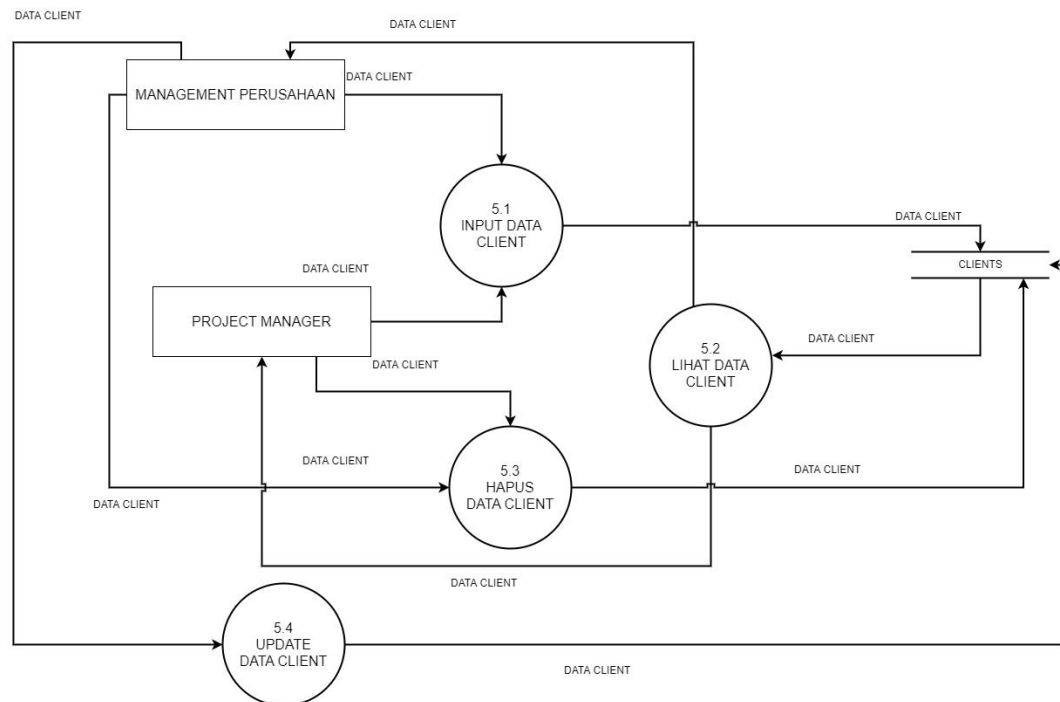 DATA CLIENT
DATA CLIENT
DATA CLIENT
MANAGEMENT PERUSAHAAN
5.1
INPUT DATA
CLIENT
DATA CLIENT
CLIENTS
DATA CLIENT
PROJECT MANAGER
DATA CLIENT
5.2
LIHAT DATA
CLIENT
DATA CLIENT
DATA CLIENT
5.3
HAPUS
DATA CLIENT
DATA CLIENT
DATA CLIENT
DATA CLIENT
5.4
UPDATE
DATA CLIENT
DATA CLIENT